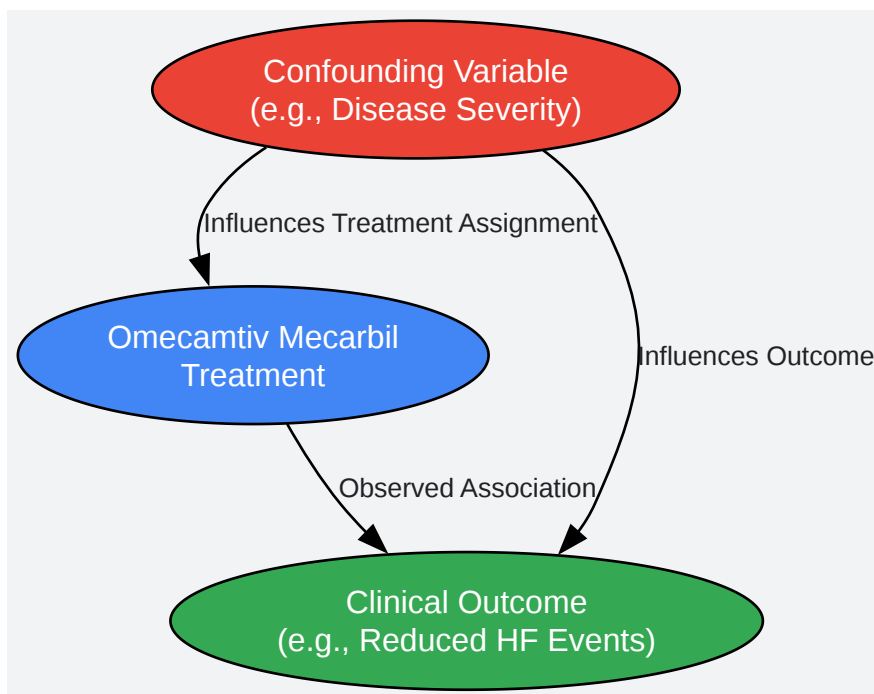 Confounding Variable
(e.g., Disease Severity)
Influences Treatment Assignment
Omecamtiv Mecarbil
Treatment
Influences Outcome
Observed Association
Clinical Outcome
(e.g., Reduced HF Events)